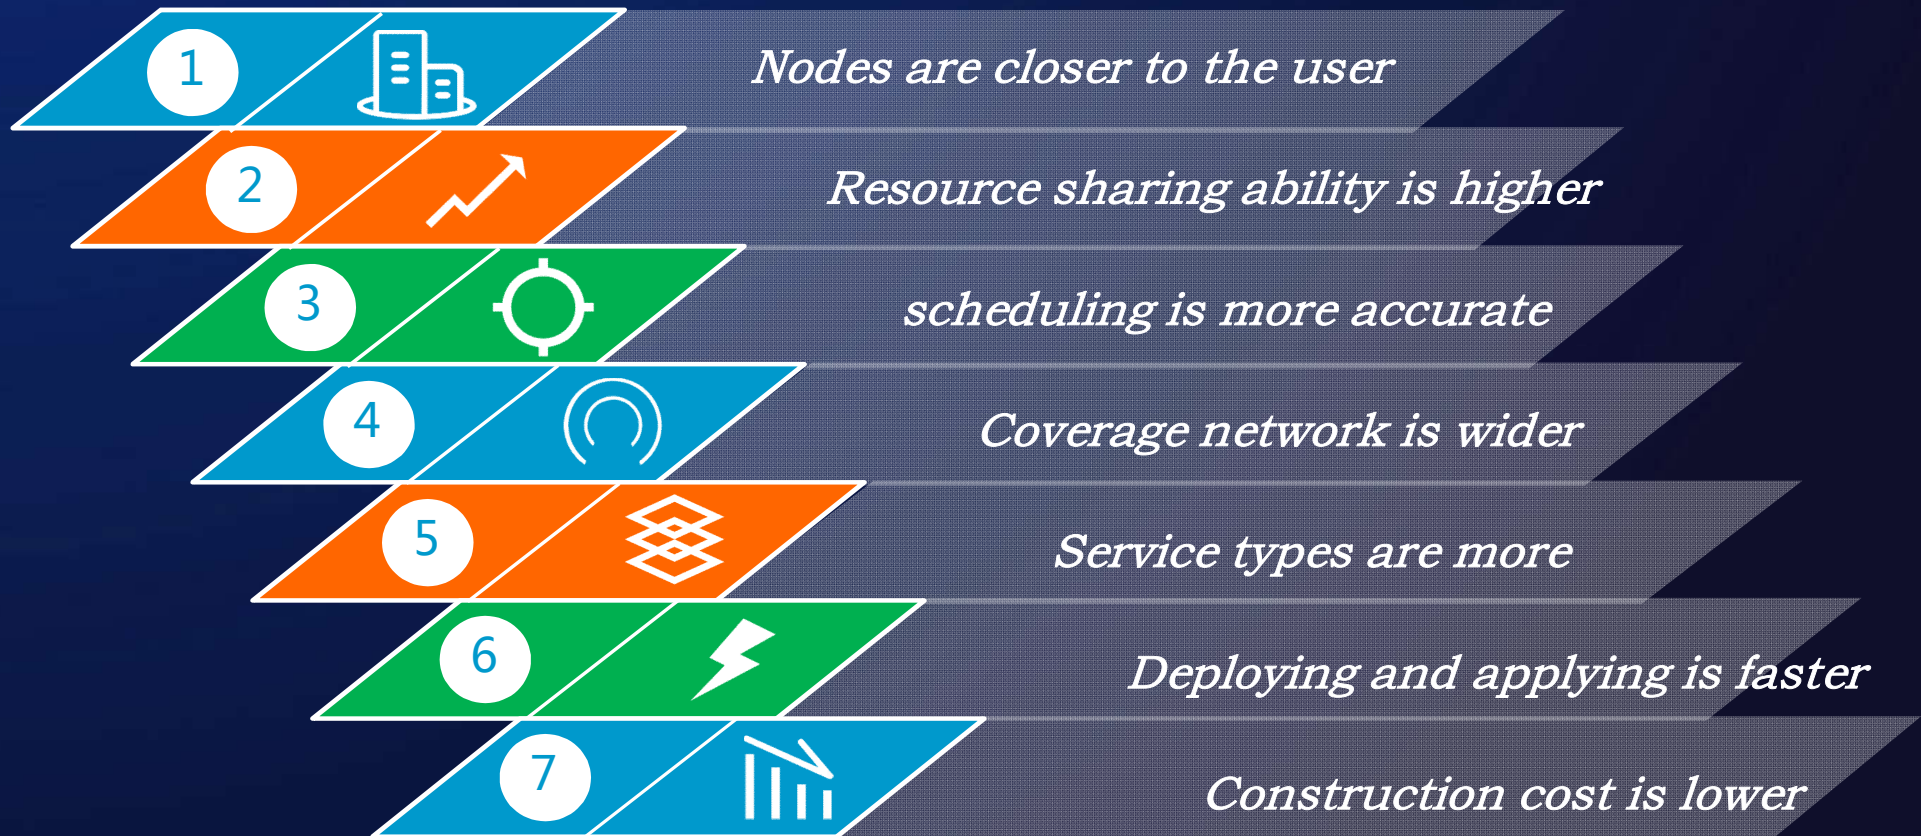 1 Nodes are closer to the user
2 Resource sharing ability is higher
3 scheduling is more accurate
4 Coverage network is wider
5 Service types are more
6 Deploying and applying is faster
7 Construction cost is lower